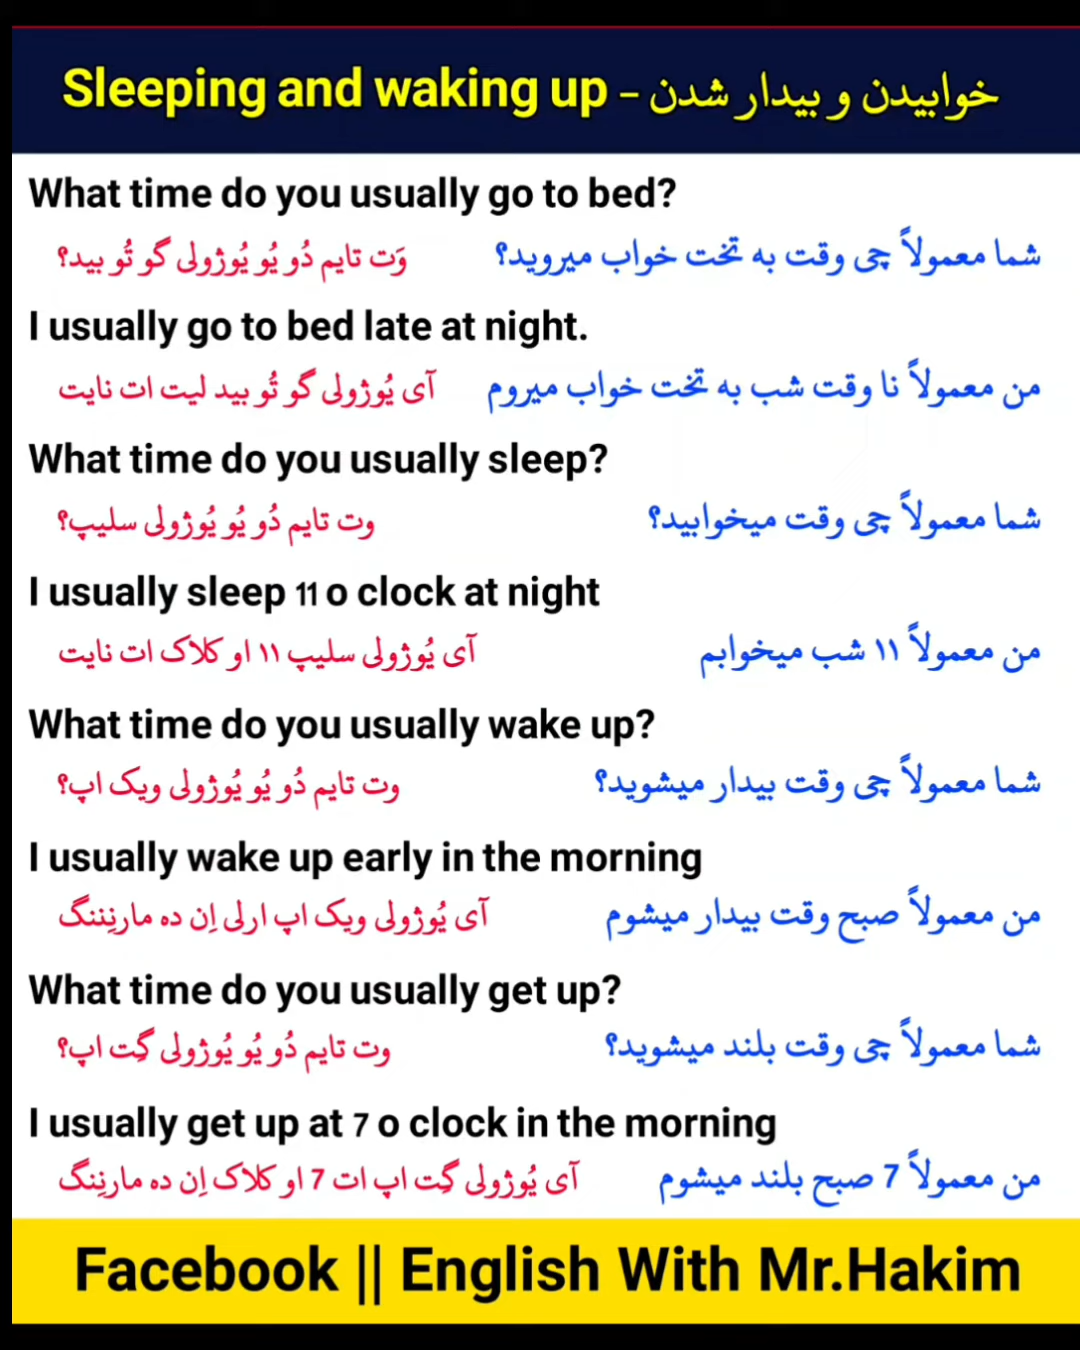 Sleeping and waking up – خوابیدن و بیدار شدن
What time do you usually go to bed?
شما معمولاً چی وقت به تخت خواب میروید؟ وَت تایم دُو یُو یُوژولی گو تُو بید؟
I usually go to bed late at night.
من معمولاً نا وقت شب به تخت خواب میروم آی یُوژولی گو تُو بید لیت ات نایت
What time do you usually sleep?
شما معمولاً چی وقت میخوابید؟ وت تایم دُو یُو یُوژولی سلیپ؟
I usually sleep 11 o clock at night
من معمولاً ۱۱ شب میخوابم آی یُوژولی سلیپ ۱۱ او کلاک ات نایت
What time do you usually wake up?
شما معمولاً چی وقت بیدار میشوید؟ وت تایم دُو یُو یُوژولی ویک اپ؟
I usually wake up early in the morning
من معمولاً صبح وقت بیدار میشوم آی یُوژولی ویک اپ ارلی اِن ده مارنِننگ
What time do you usually get up?
شما معمولاً چی وقت بلند میشوید؟ وت تایم دُو یُو یُوژولی گِت اپ؟
I usually get up at 7 o clock in the morning
من معمولاً 7 صبح بلند میشوم آی یُوژولی گِت اپ ات 7 او کلاک اِن ده مارنِنگ
Facebook || English With Mr.Hakim